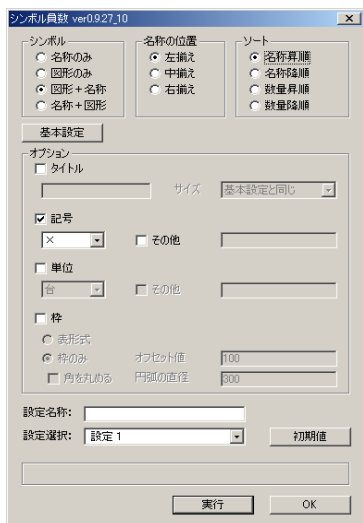 シンボル員数 ver0.9.27_10
シンボル
名称のみ
図形のみ
図形＋名称
名称＋図形
名称の位置
左揃え
中揃え
右揃え
ソート
名称昇順
名称降順
数量昇順
数量降順
基本設定
オプション
タイトル
サイズ 基本設定と同じ
記号
× その他
単位
台 その他
枠
表形式
枠のみ オフセット値 100
角を丸める 円弧の直径 300
設定名称：
設定選択： 設定１ 初期値
実行 OK